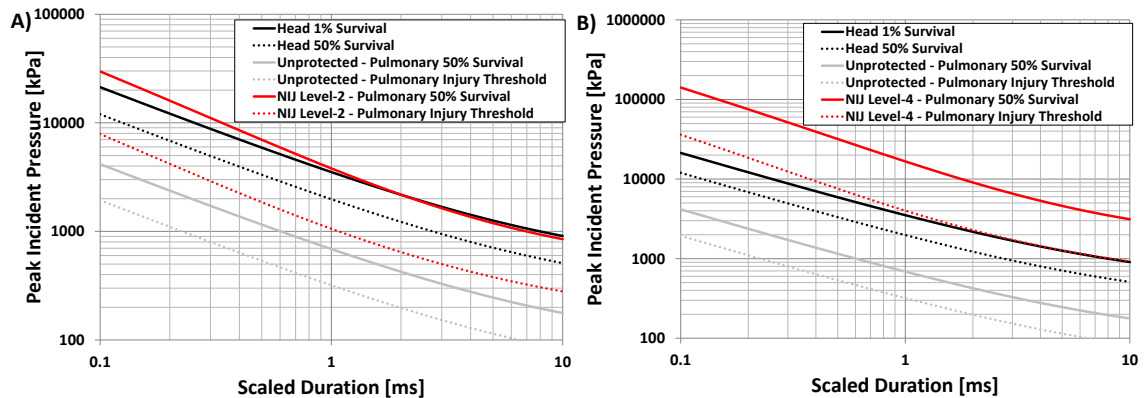 A)
Peak Incident Pressure [kPa]
100000
10000
1000
100
Head 1% Survival
Head 50% Survival
Unprotected - Pulmonary 50% Survival
Unprotected - Pulmonary Injury Threshold
NIJ Level-2 - Pulmonary 50% Survival
NIJ Level-2 - Pulmonary Injury Threshold
0.1 1 10
Scaled Duration [ms]
B)
Peak Incident Pressure [kPa]
1000000
100000
10000
1000
100
Head 1% Survival
Head 50% Survival
Unprotected - Pulmonary 50% Survival
Unprotected - Pulmonary Injury Threshold
NIJ Level-4 - Pulmonary 50% Survival
NIJ Level-4 - Pulmonary Injury Threshold
0.1 1 10
Scaled Duration [ms]